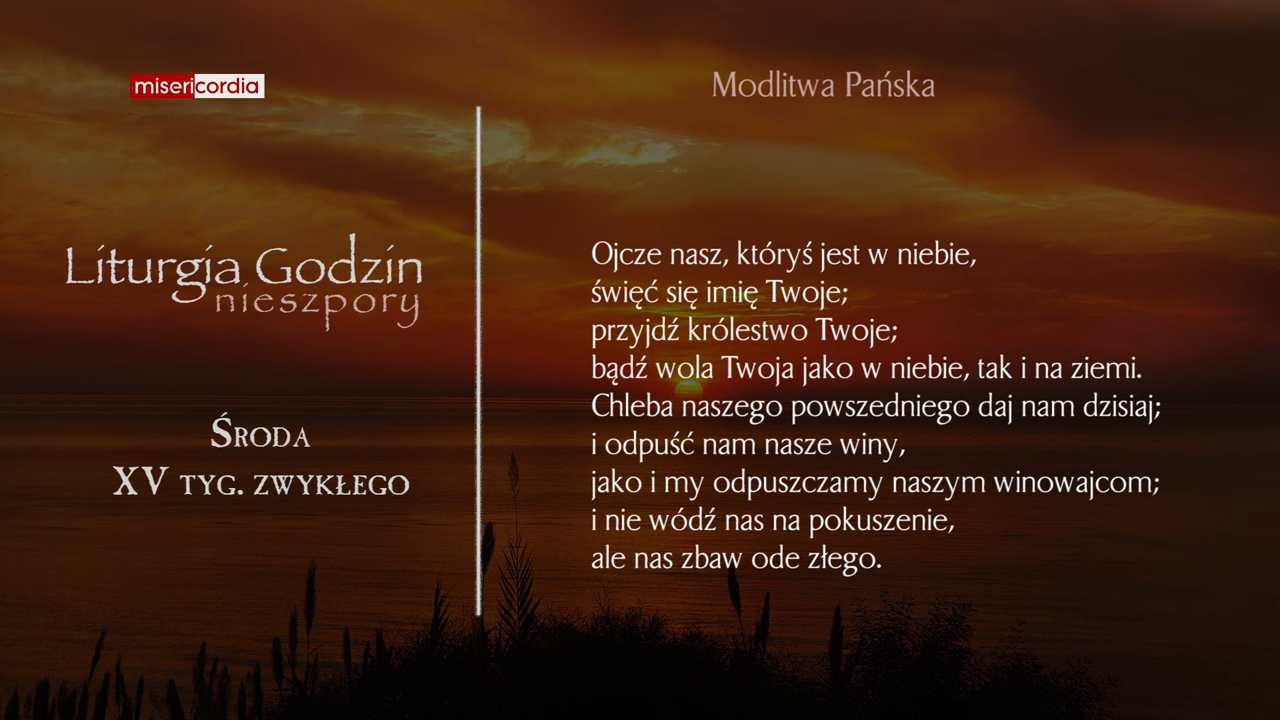 misericordia
Liturgia Godzin
nieszpory
Środa
XV tyg. zwykłego
Modlitwa Pańska
Ojcze nasz, któryś jest w niebie,
święć się imię Twoje;
przyjdź królestwo Twoje;
bądź wola Twoja jako w niebie, tak i na ziemi.
Chleba naszego powszedniego daj nam dzisiaj;
i odpuść nam nasze winy,
jako i my odpuszczamy naszym winowajcom;
i nie wódź nas na pokuszenie,
ale nas zbaw ode złego.